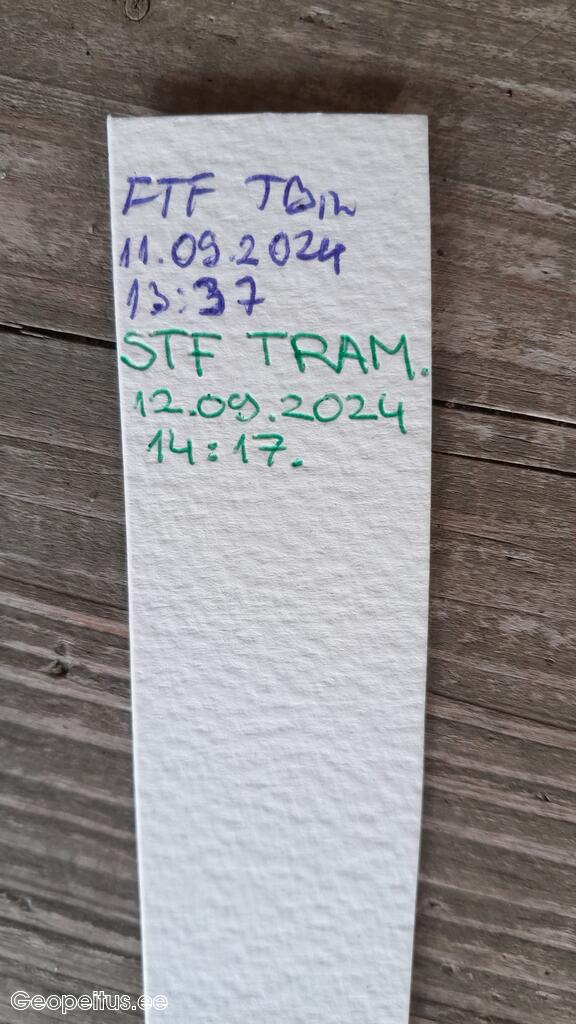 FTF
11.09.2024
13:37
STF TRAM.
12.09.2024
14:17.
Geopeitus.ee